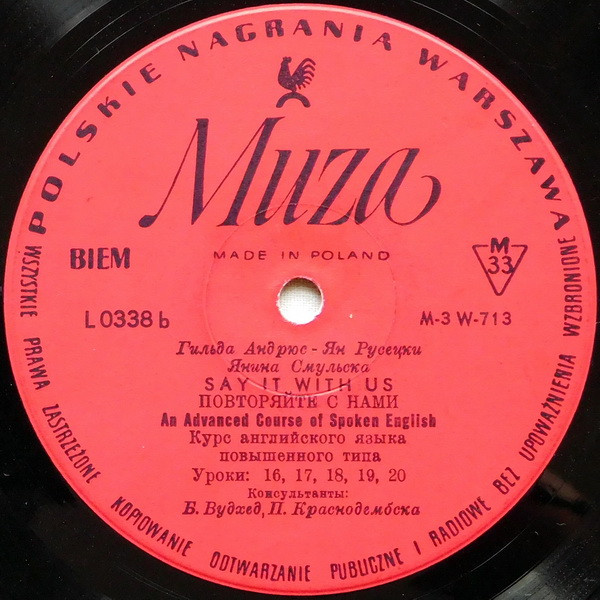 POLSKIE NAGRANIA WARSZAWA
Muza
MADE IN POLAND
BIEM
M
33
L 0338 b
M-3 W-713
Гильда Андрюс - Ян Русецки
Янина Смульска
SAY IT WITH US
ПОВТОРЯЙТЕ С НАМИ
An Advanced Course of Spoken English
Курс английского языка
повышенного типа
Уроки: 16, 17, 18, 19, 20
Консультанты:
Б. Вудхед, П. Краснодембска
WSZYSTKIE PRAWA ZASTRZEŻONE KOPIOWANIE ODTWARZANIE PUBLICZNE I RADIOWE BEZ UPOWAŻNIENIA WZBRONIONE